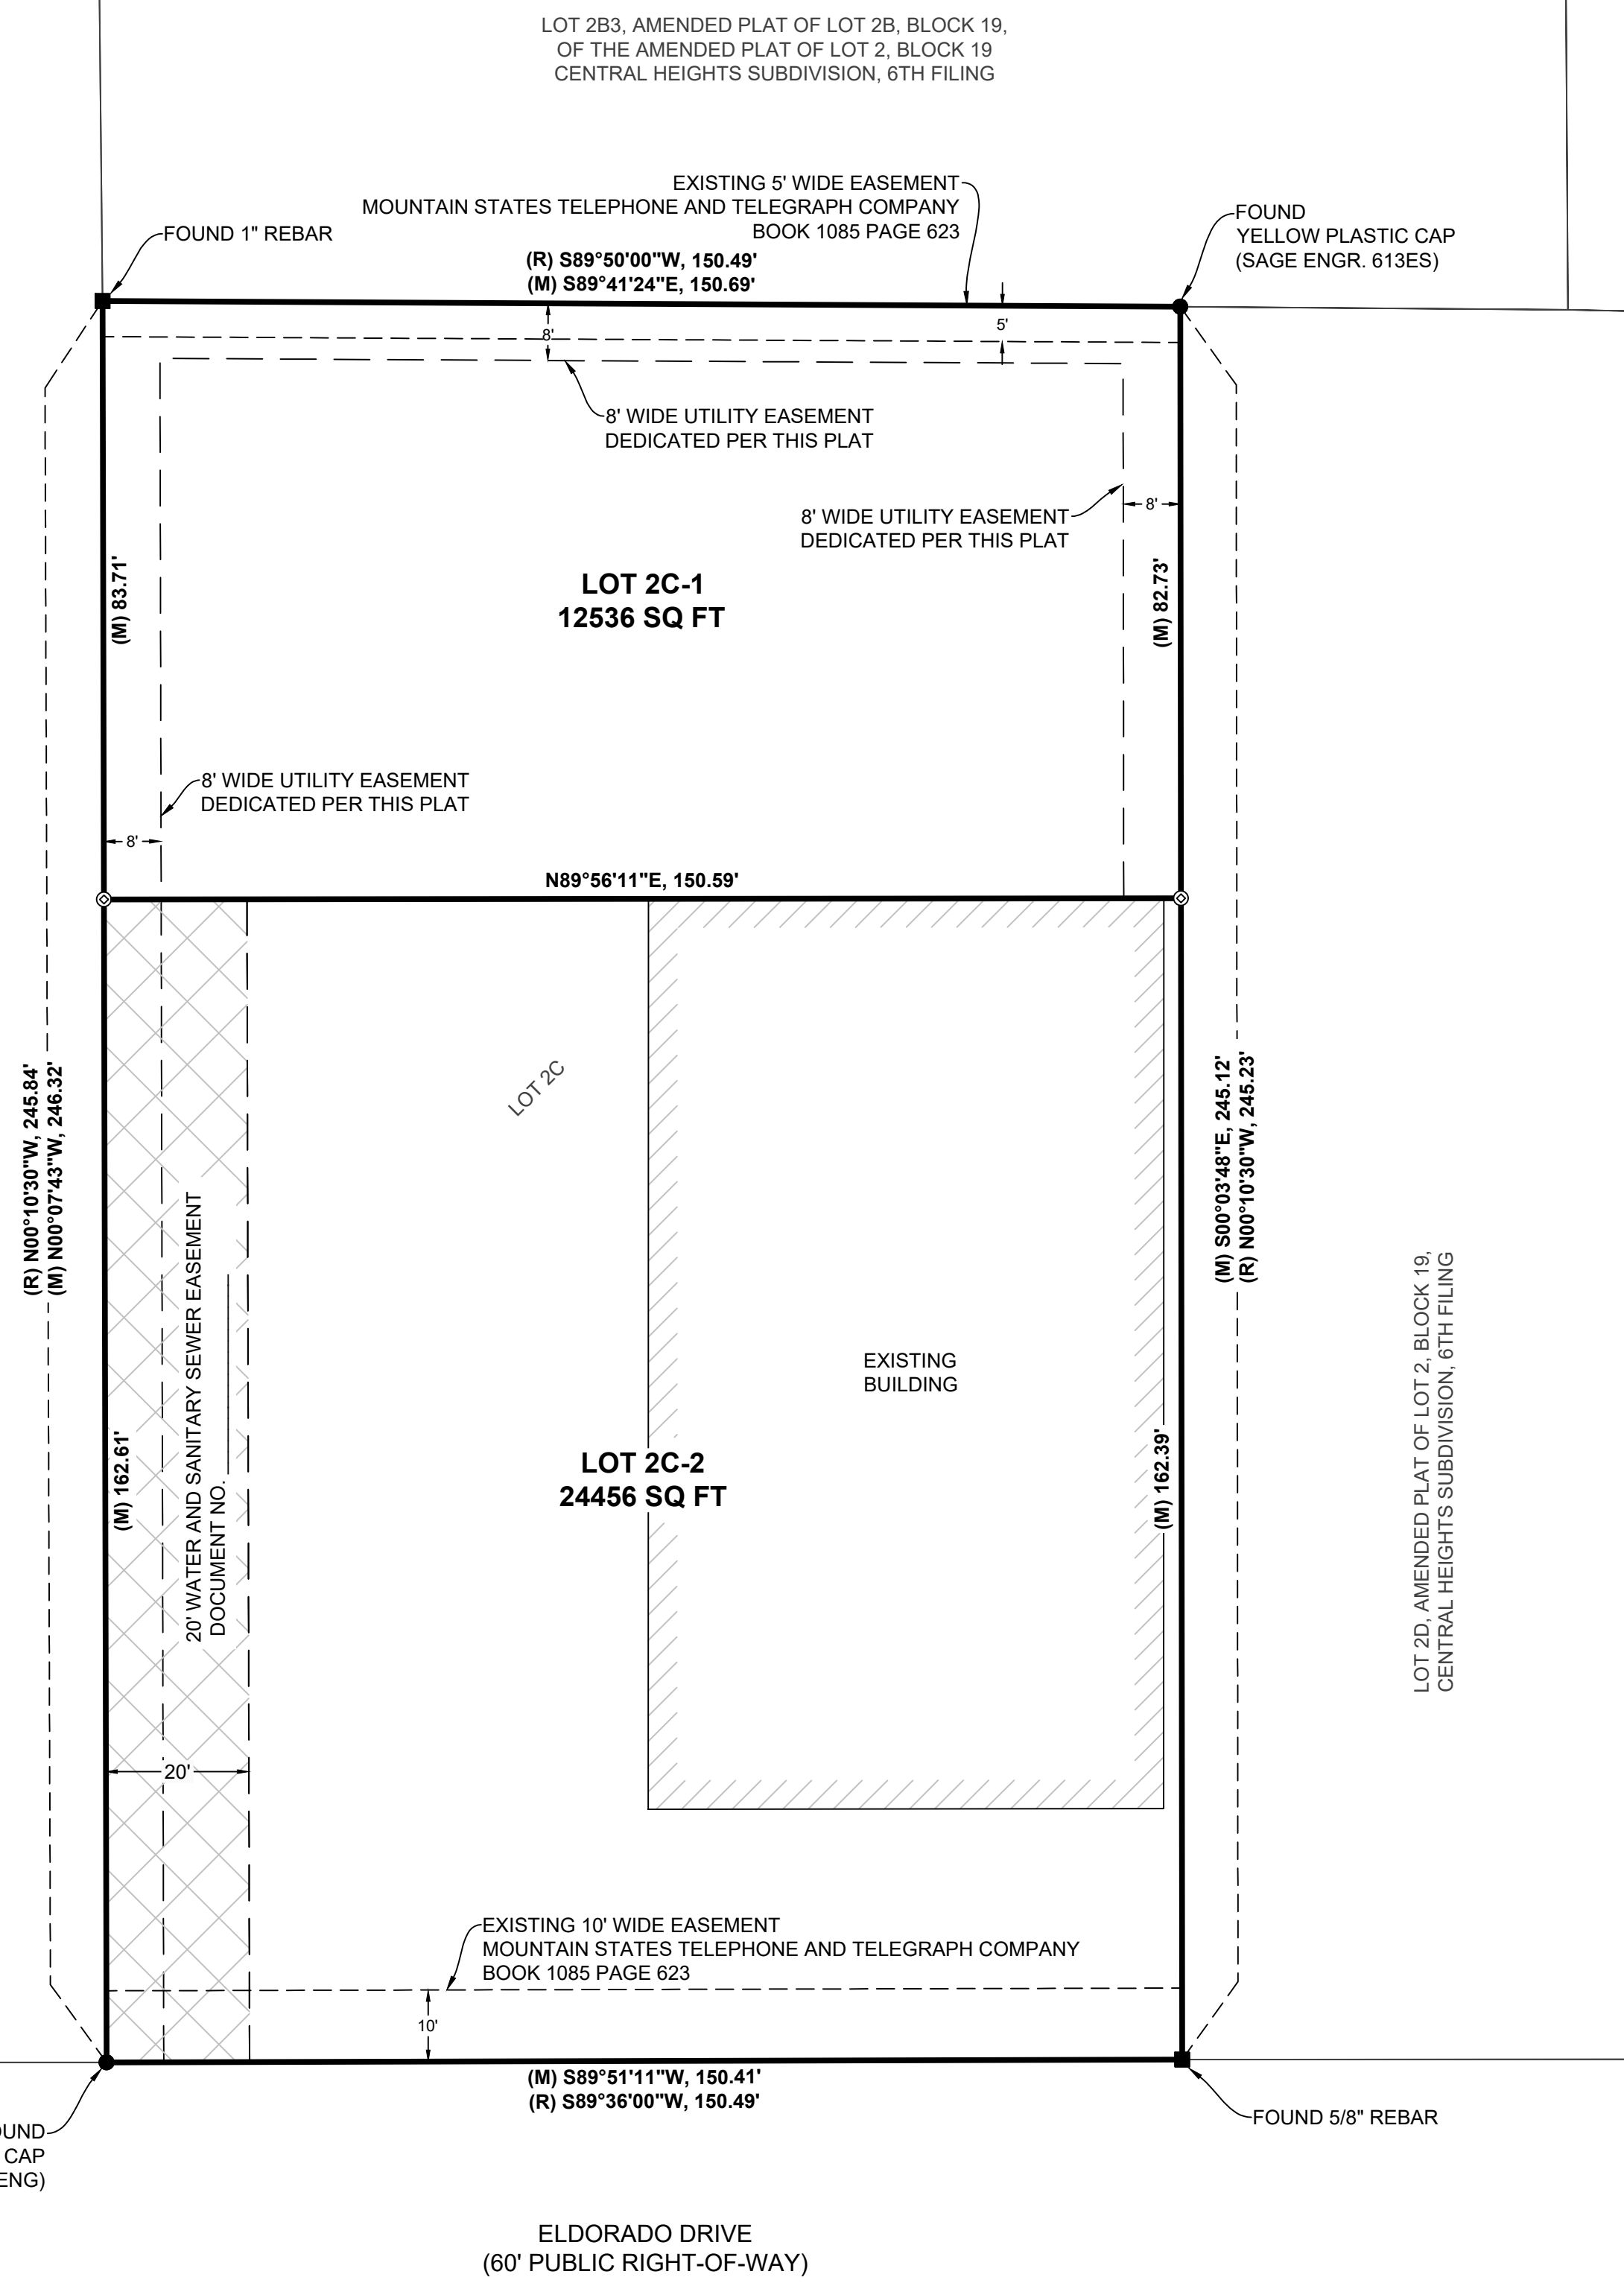 LOT 2B3, AMENDED PLAT OF LOT 2B, BLOCK 19,
OF THE AMENDED PLAT OF LOT 2, BLOCK 19
CENTRAL HEIGHTS SUBDIVISION, 6TH FILING
EXISTING 5' WIDE EASEMENT
MOUNTAIN STATES TELEPHONE AND TELEGRAPH COMPANY
BOOK 1085 PAGE 623
FOUND 1" REBAR
FOUND
YELLOW PLASTIC CAP
(SAGE ENGR. 613ES)
(R) S89°50'00"W, 150.49'
(M) S89°41'24"E, 150.69'
8'
5'
8' WIDE UTILITY EASEMENT
DEDICATED PER THIS PLAT
8'
8' WIDE UTILITY EASEMENT
DEDICATED PER THIS PLAT
LOT 2C-1
12536 SQ FT
(M) 83.71'
(M) 82.73'
8' WIDE UTILITY EASEMENT
DEDICATED PER THIS PLAT
8'
N89°56'11"E, 150.59'
LOT 2C
(R) N00°10'30"W, 245.84'
(M) N00°07'43"W, 246.32'
(M) S00°03'48"E, 245.12'
(R) N00°10'30"W, 245.23'
20' WATER AND SANITARY SEWER EASEMENT
DOCUMENT NO.
EXISTING
BUILDING
LOT 2D, AMENDED PLAT OF LOT 2, BLOCK 19,
CENTRAL HEIGHTS SUBDIVISION, 6TH FILING
LOT 2C-2
24456 SQ FT
(M) 162.61'
(M) 162.39'
20'
EXISTING 10' WIDE EASEMENT
MOUNTAIN STATES TELEPHONE AND TELEGRAPH COMPANY
BOOK 1085 PAGE 623
10'
(M) S89°51'11"W, 150.41'
(R) S89°36'00"W, 150.49'
FOUND 5/8" REBAR
CAP
ENG)
ELDORADO DRIVE
(60' PUBLIC RIGHT-OF-WAY)